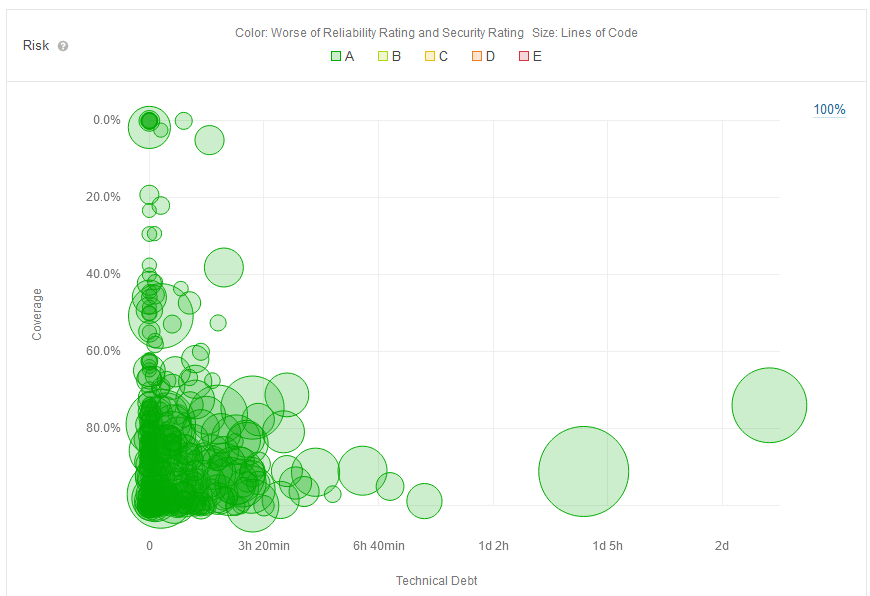 Color: Worse of Reliability Rating and Security Rating Size: Lines of Code
Risk ?
A B C D E
100%
0.0%
20.0%
40.0%
60.0%
80.0%
Coverage
0 3h 20min 6h 40min 1d 2h 1d 5h 2d
Technical Debt